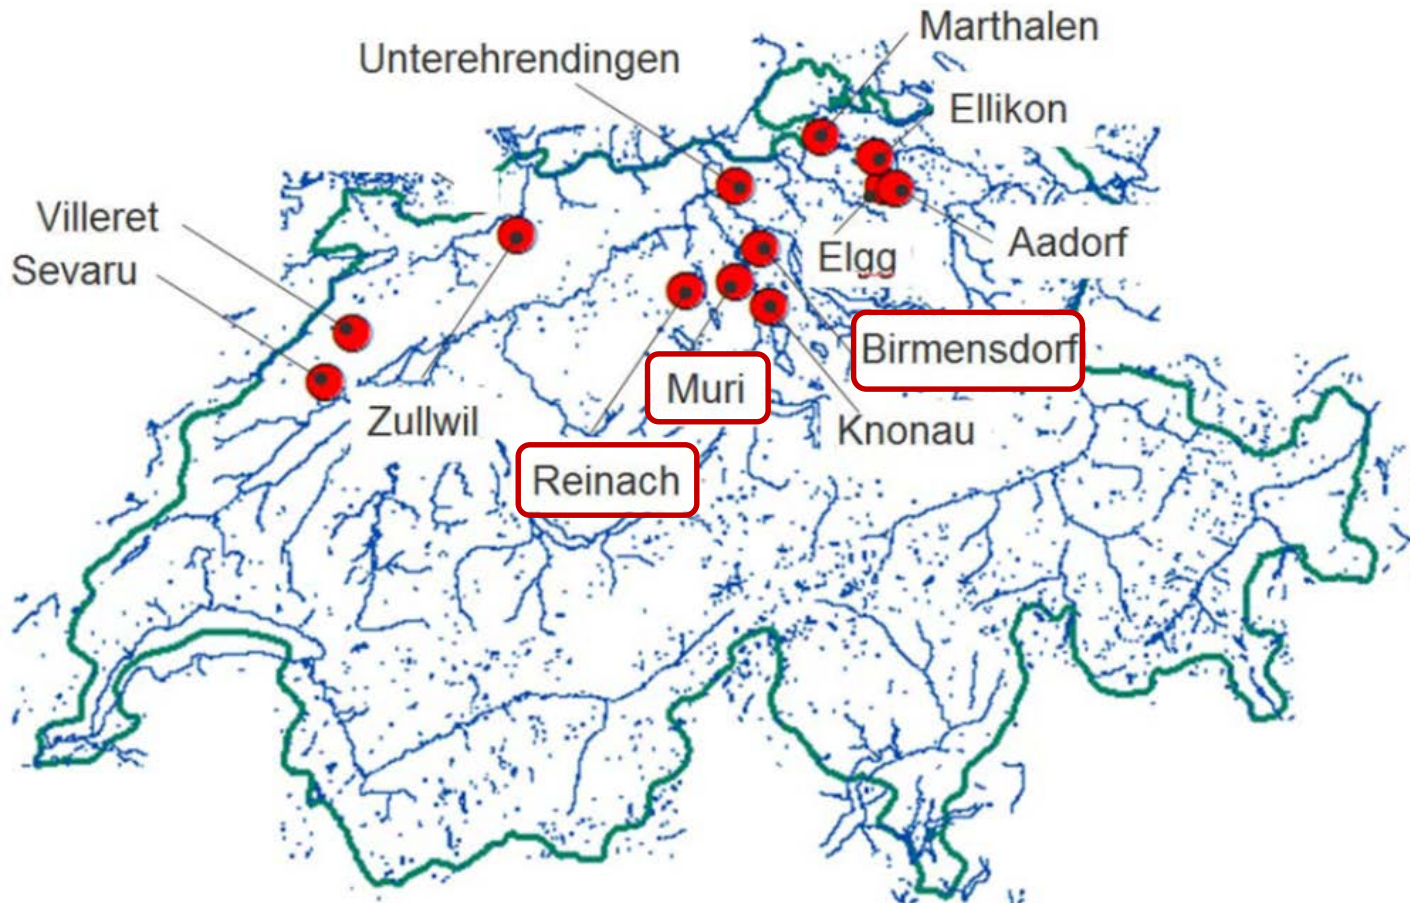 Marthalen
Unterehrendingen
Ellikon
Villeret
Sevaru
Elgg
Aadorf
Birmensdorf
Muri
Zullwil
Knonau
Reinach